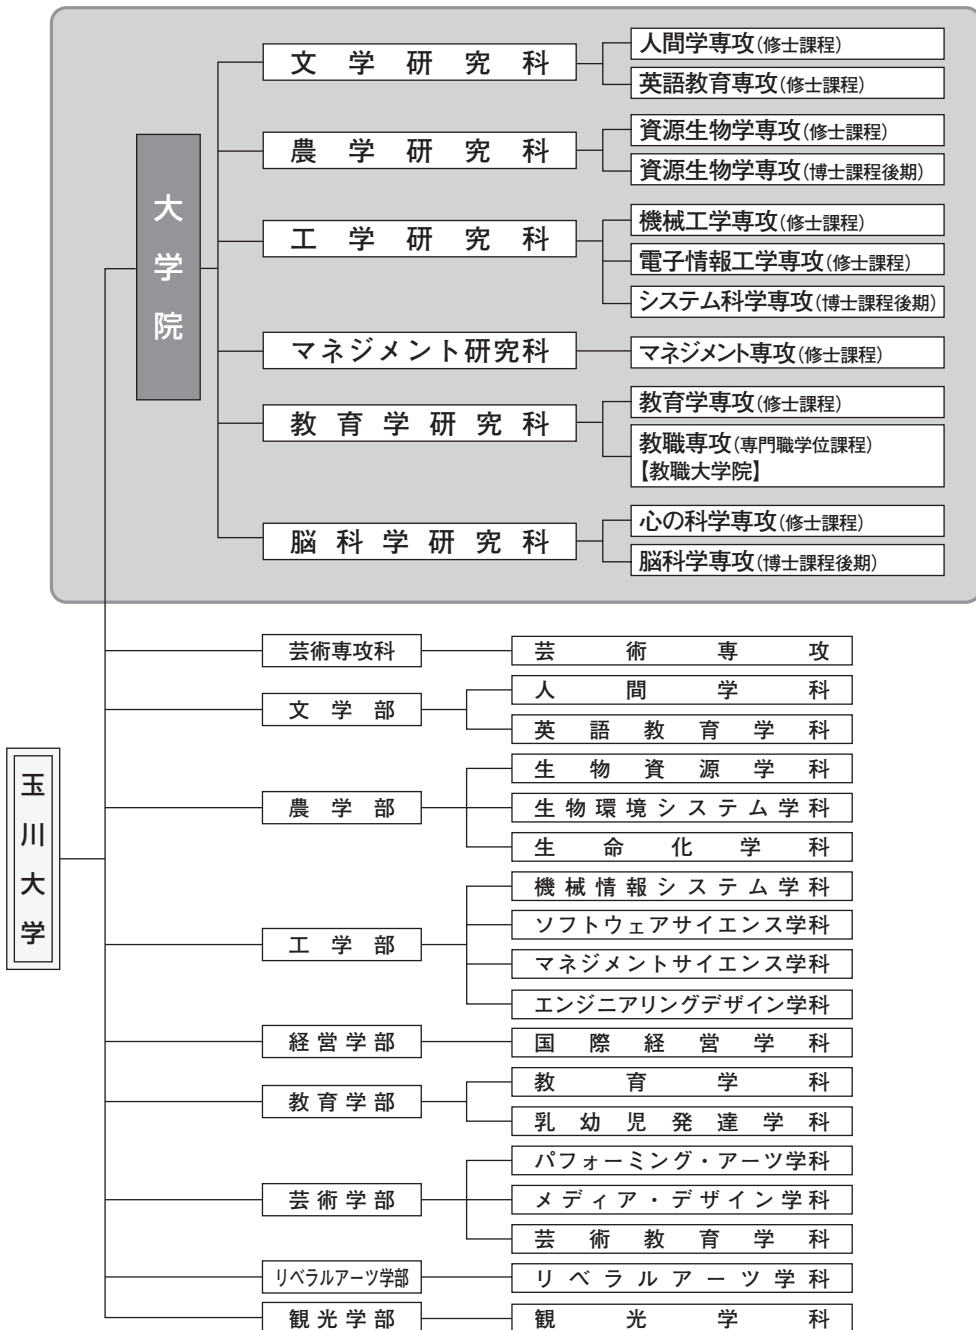 大学院
文学研究科
人間学専攻(修士課程)
英語教育専攻(修士課程)
農学研究科
資源生物学専攻(修士課程)
資源生物学専攻(博士課程後期)
工学研究科
機械工学専攻(修士課程)
電子情報工学専攻(修士課程)
システム科学専攻(博士課程後期)
マネジメント研究科
マネジメント専攻(修士課程)
教育学研究科
教育学専攻(修士課程)
教職専攻(専門職学位課程)
【教職大学院】
脳科学研究科
心の科学専攻(修士課程)
脳科学専攻(博士課程後期)
玉川大学
芸術専攻科
芸術専攻
文学部
人間学科
英語教育学科
農学部
生物資源学科
生物環境システム学科
生命化学科
工学部
機械情報システム学科
ソフトウェアサイエンス学科
マネジメントサイエンス学科
エンジニアリングデザイン学科
経営学部
国際経営学科
教育学部
教育学科
乳幼児発達学科
芸術学部
パフォーミング・アーツ学科
メディア・デザイン学科
芸術教育学科
リベラルアーツ学部
リベラルアーツ学科
観光学部
観光学科